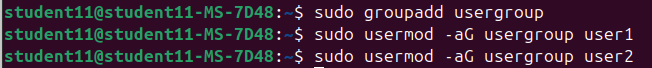 student11@student11-MS-7D48:~$ sudo groupadd usergroup
student11@student11-MS-7D48:~$ sudo usermod -aG usergroup user1
student11@student11-MS-7D48:~$ sudo usermod -aG usergroup user2